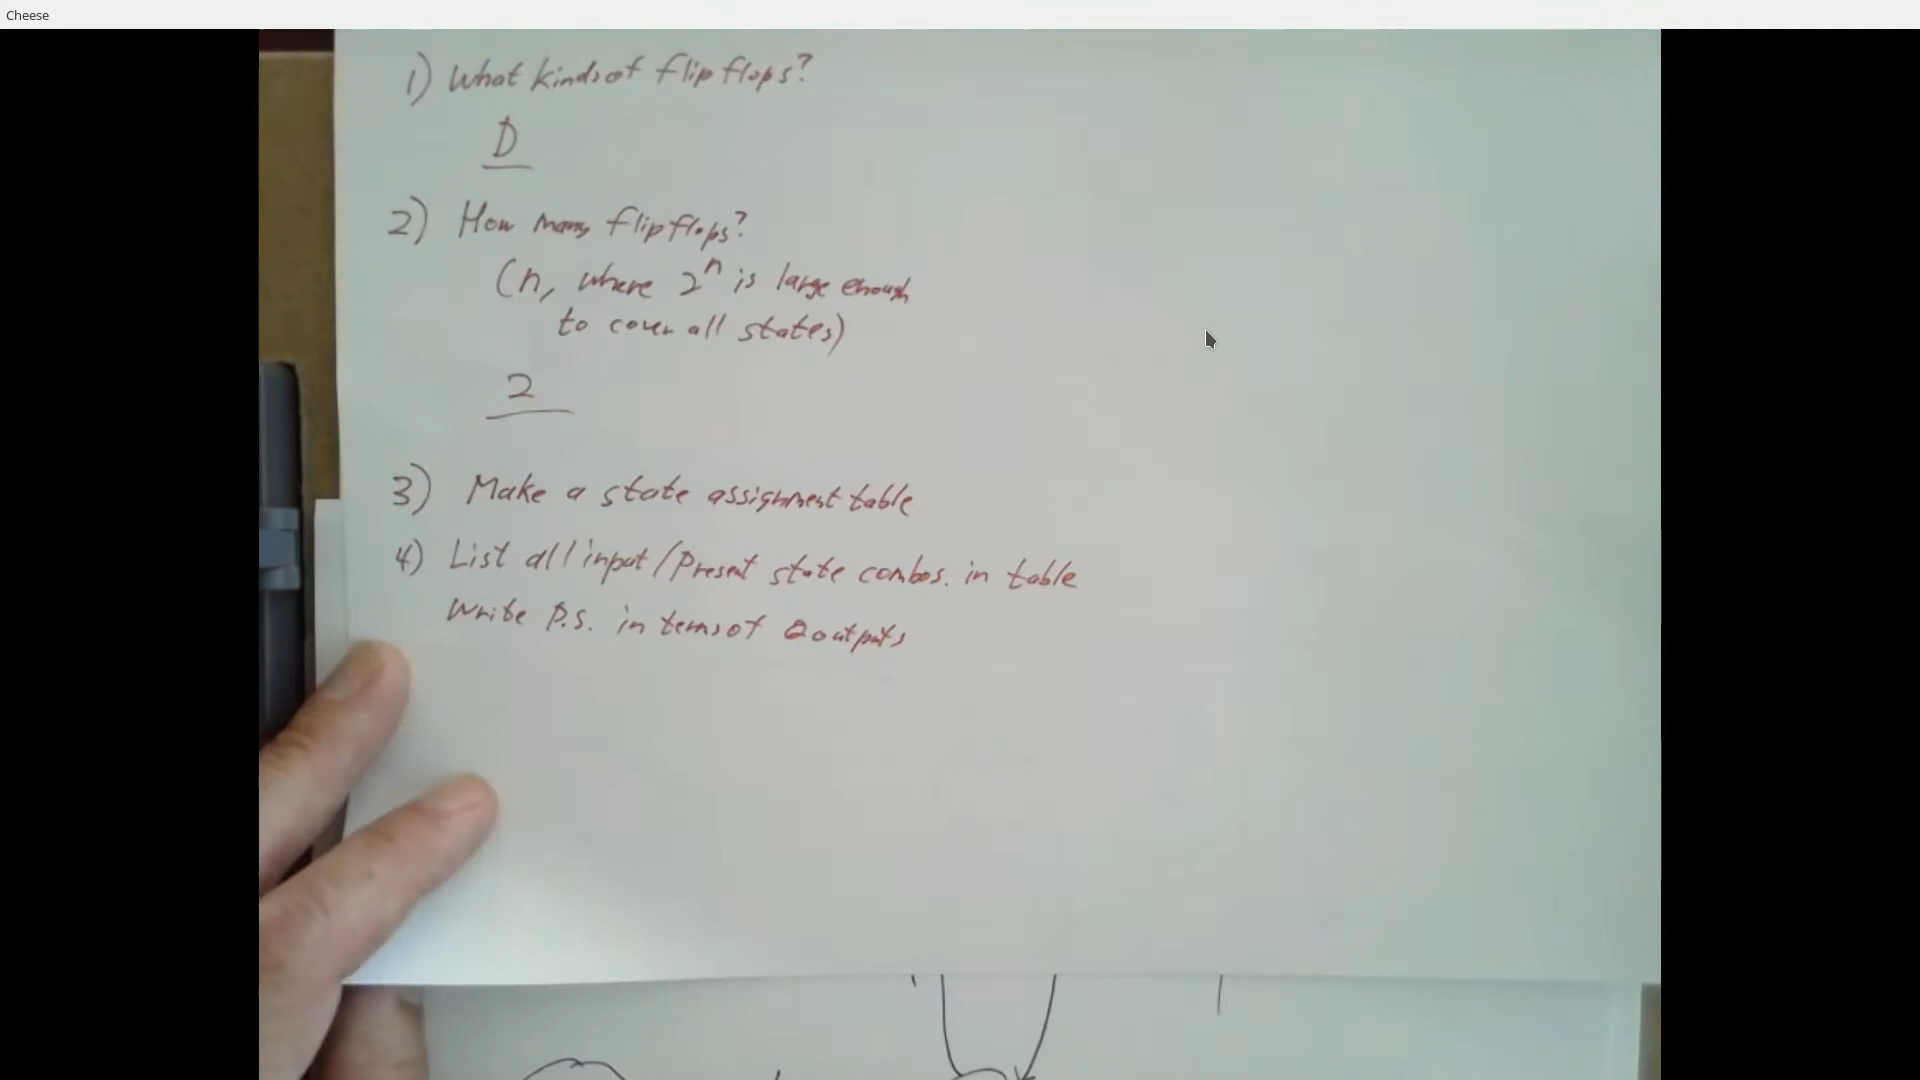 Cheese
1) What kinds of flip flops?
D
2) How many flip flops?
(n, where 2^n is large enough
to cover all states)
2
3) Make a state assignment table
4) List all input/Present state combos. in table
Write P.S. in terms of Q outputs